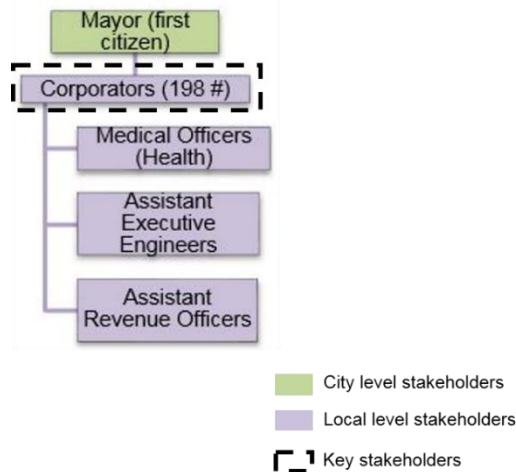 Mayor (first
citizen)
Corporators (198 #)
Medical Officers
(Health)
Assistant
Executive
Engineers
Assistant
Revenue Officers
City level stakeholders
Local level stakeholders
Key stakeholders